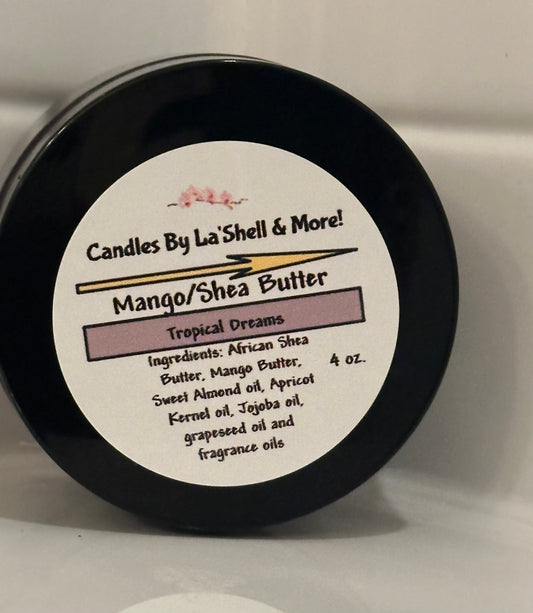 Candles By La'Shell & More!
Mango/Shea Butter
Tropical Dreams
Ingredients: African Shea
Butter, Mango Butter,
Sweet Almond oil, Apricot
Kernel oil, Jojoba oil,
grapeseed oil and
fragrance oils
4 oz.